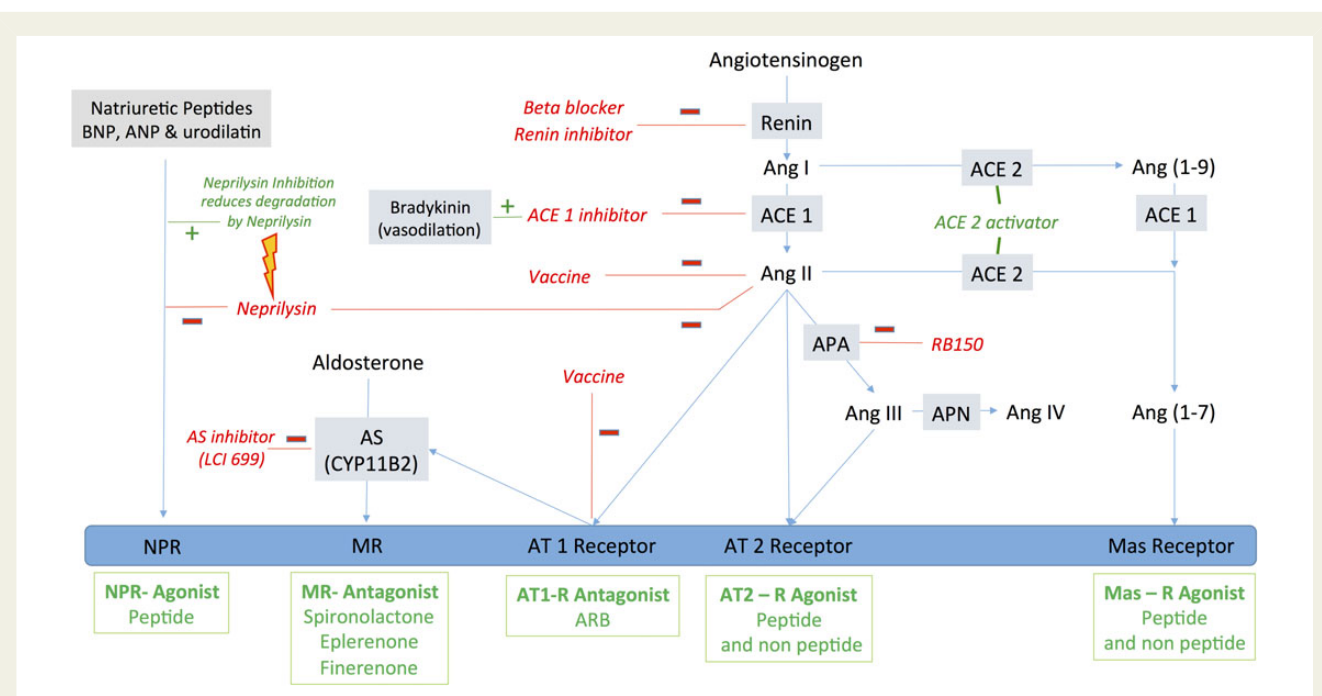 Angiotensinogen
Natriuretic Peptides
BNP, ANP & urodilatin
Beta blocker
Renin inhibitor
Renin
Ang I
ACE 2
Ang (1-9)
Neprilysin Inhibition
reduces degradation
by Neprilysin
Bradykinin
(vasodilation)
+
ACE 1 inhibitor
ACE 1
ACE 2 activator
ACE 1
+
Vaccine
Ang II
ACE 2
Neprilysin
APA
RB150
Aldosterone
Vaccine
Ang III
APN
Ang IV
Ang (1-7)
AS inhibitor
(LCI 699)
AS
(CYP11B2)
NPR
MR
AT 1 Receptor
AT 2 Receptor
Mas Receptor
NPR- Agonist
Peptide
MR- Antagonist
Spironolactone
Eplerenone
Finerenone
AT1-R Antagonist
ARB
AT2 – R Agonist
Peptide
and non peptide
Mas – R Agonist
Peptide
and non peptide